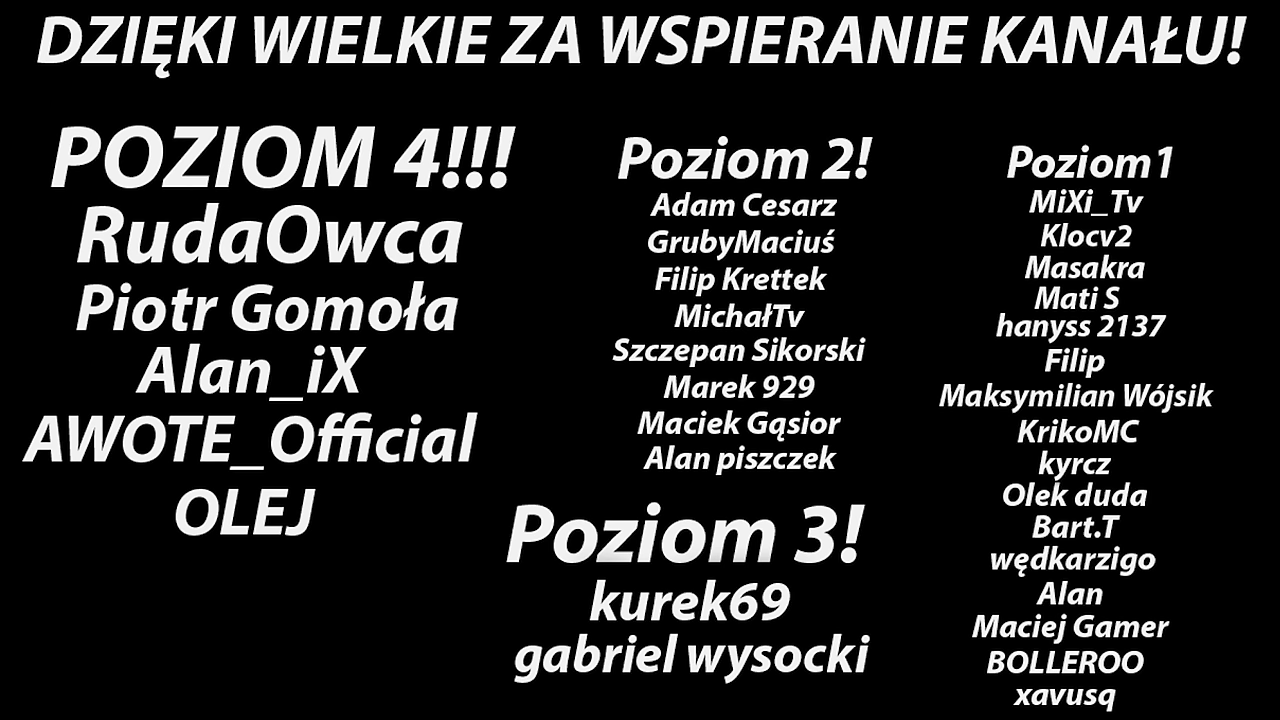 DZIĘKI WIELKIE ZA WSPIERANIE KANAŁU!
POZIOM 4!!!
RudaOwca
Piotr Gomoła
Alan_iX
AWOTE_Official
OLEJ
Poziom 2!
Adam Cesarz
GrubyMaciuś
Filip Krettek
MichałTv
Szczepan Sikorski
Marek 929
Maciek Gąsior
Alan piszczek
Poziom 3!
kurek69
gabriel wysocki
Poziom1
MiXi_Tv
Klocv2
Masakra
Mati S
hanyss 2137
Filip
Maksymilian Wójsik
KrikoMC
kyrcz
Olek duda
Bart.T
wędkarzigo
Alan
Maciej Gamer
BOLLEROO
xavusq